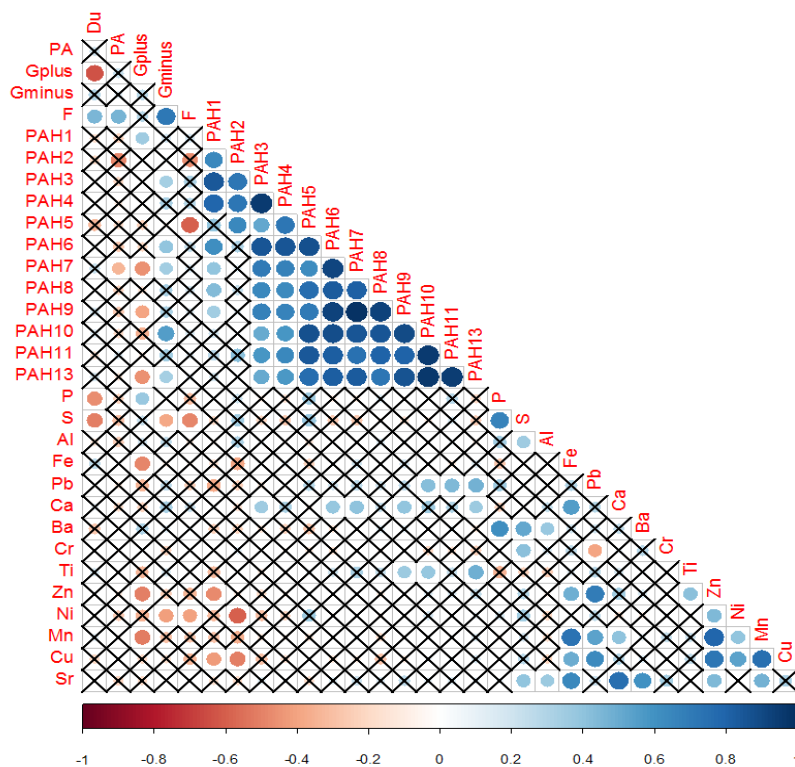 Du
PA PA
Gplus Gplus
Gminus Gminus
F F
PAH1 PAH1
PAH2 PAH2
PAH3 PAH3
PAH4 PAH4
PAH5 PAH5
PAH6 PAH6
PAH7 PAH7
PAH8 PAH8
PAH9 PAH9
PAH10 PAH10
PAH11 PAH11
PAH13 PAH13
P P
S S
Al Al
Fe Fe
Pb Pb
Ca Ca
Ba Ba
Cr Cr
Ti Ti
Zn Zn
Ni Ni
Mn Mn
Cu Cu
Sr
-1 -0.8 -0.6 -0.4 -0.2 0 0.2 0.4 0.6 0.8 1